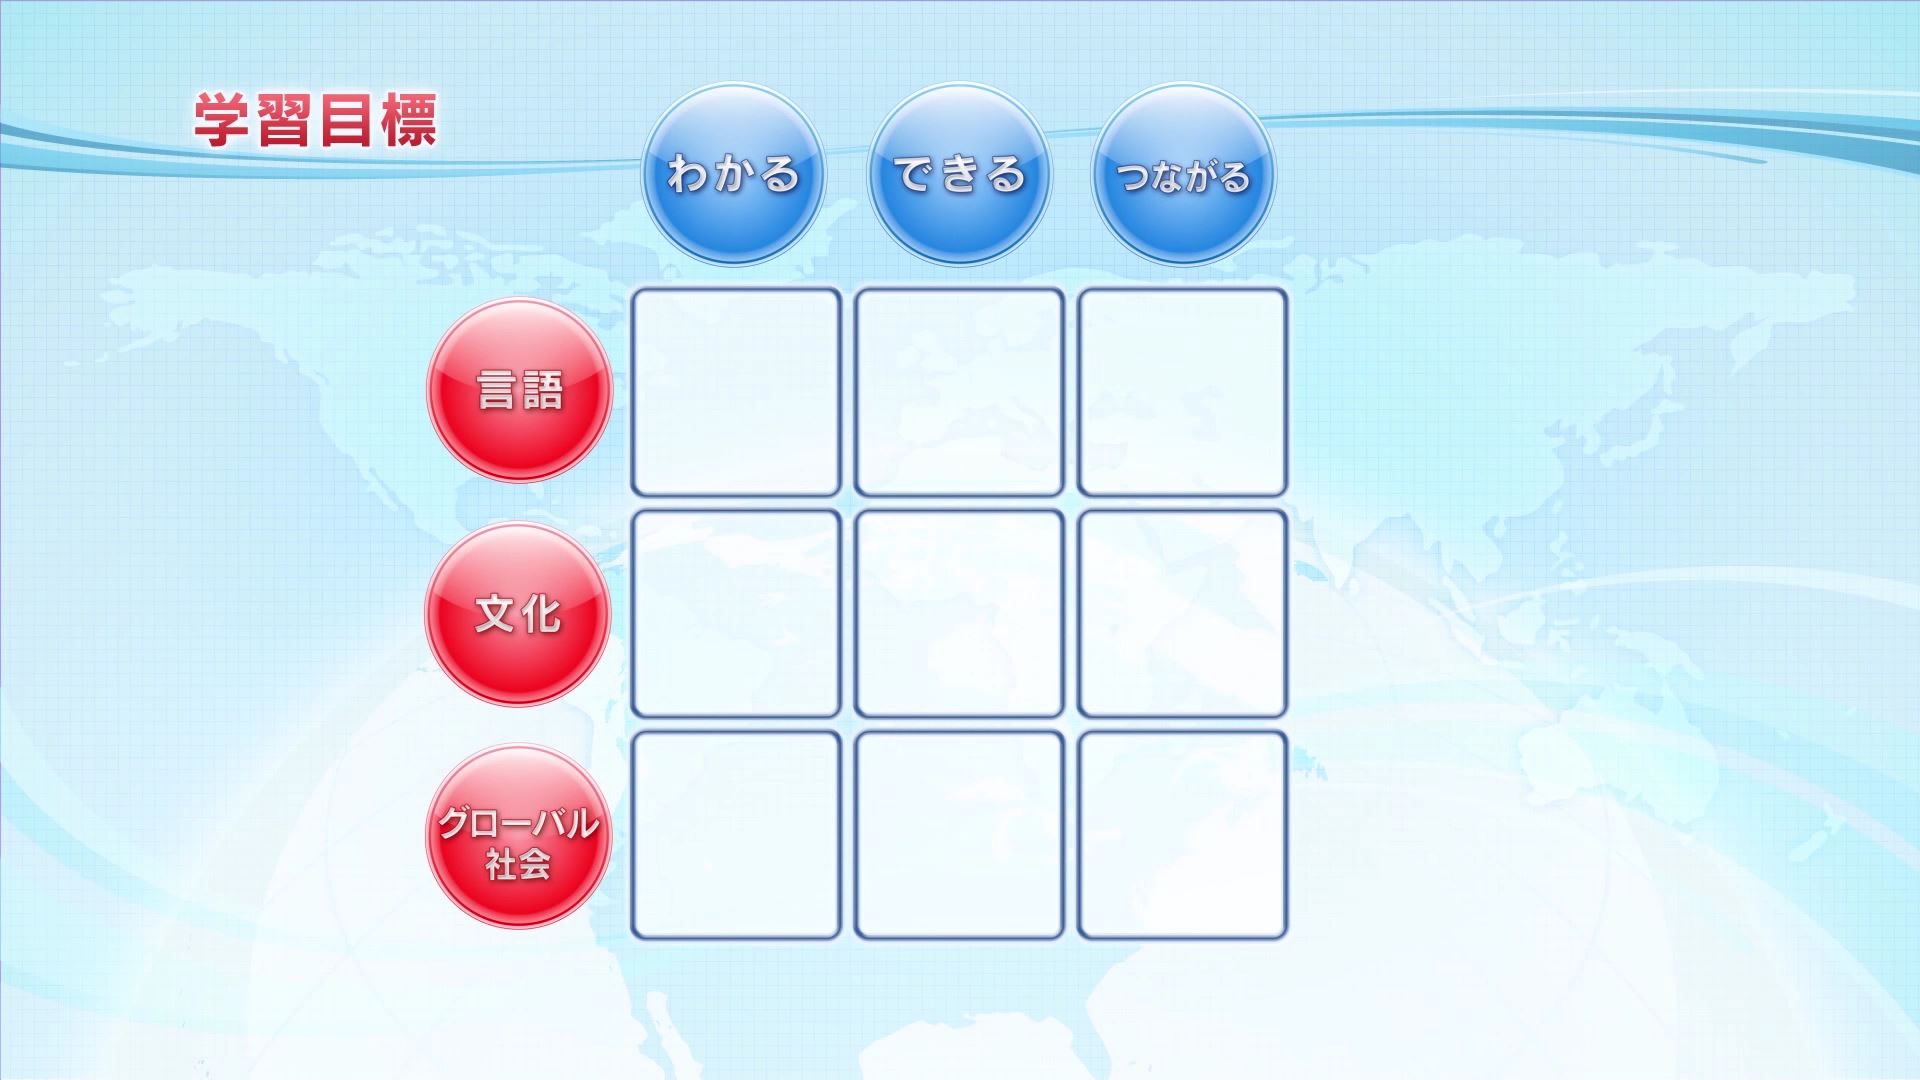 学習目標
わかる
できる
つながる
言語
文化
グローバル
社会